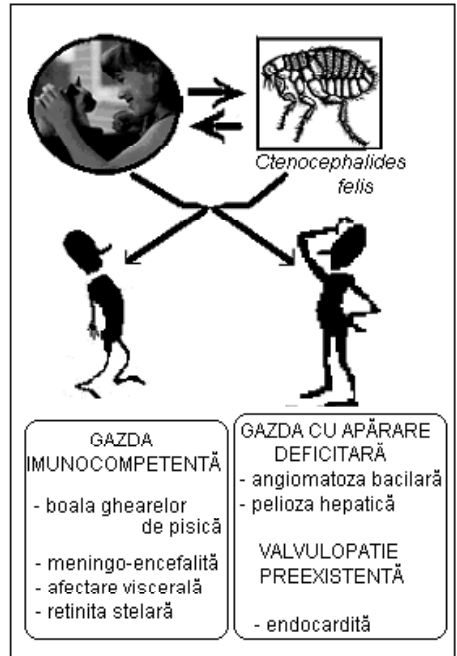 Ctenocephalides
felis
GAZDA
IMUNOCOMPETENTĂ
- boala ghearelor
de pisică
- meningo-encefalită
- afectare viscerală
- retinita stelară
GAZDA CU APĂRARE
DEFICITARĂ
- angiomatoza bacilară
- pelioza hepatică
VALVULOPATIE
PREEXISTENTĂ
- endocardită